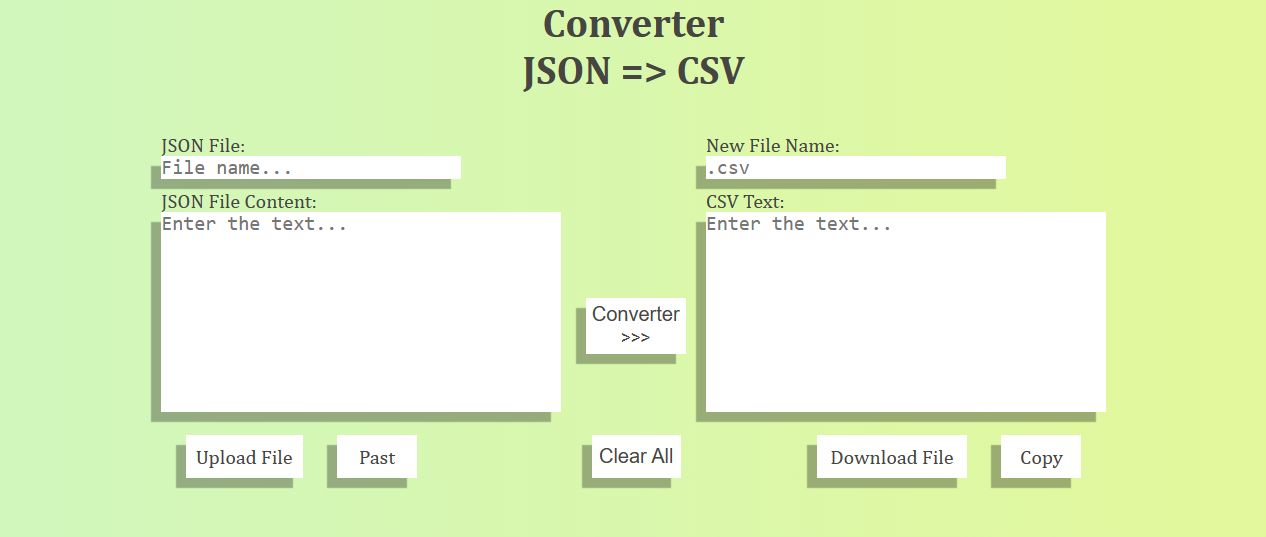 Converter
JSON => CSV
JSON File:
File name...
JSON File Content:
Enter the text...
Converter
>>>
New File Name:
.csv
CSV Text:
Enter the text...
Upload File
Past
Clear All
Download File
Copy